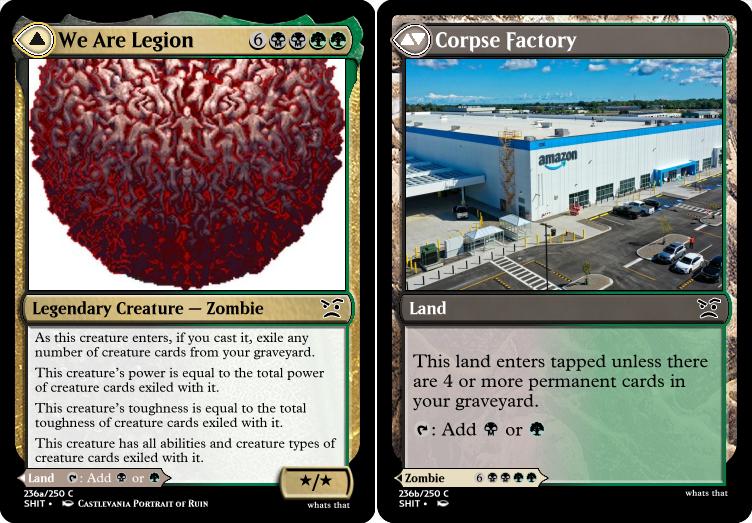 We Are Legion 6
Legendary Creature — Zombie
As this creature enters, if you cast it, exile any
number of creature cards from your graveyard.
This creature's power is equal to the total power
of creature cards exiled with it.
This creature's toughness is equal to the total
toughness of creature cards exiled with it.
This creature has all abilities and creature types
of creature cards exiled with it.
Land : Add or
★/★
236a/250 C
SHIT • Castlevania Portrait of Ruin
whats that
Corpse Factory
amazon
Land
This land enters tapped unless there
are 4 or more permanent cards in
your graveyard.
: Add or
Zombie 6
236b/250 C
SHIT •
whats that